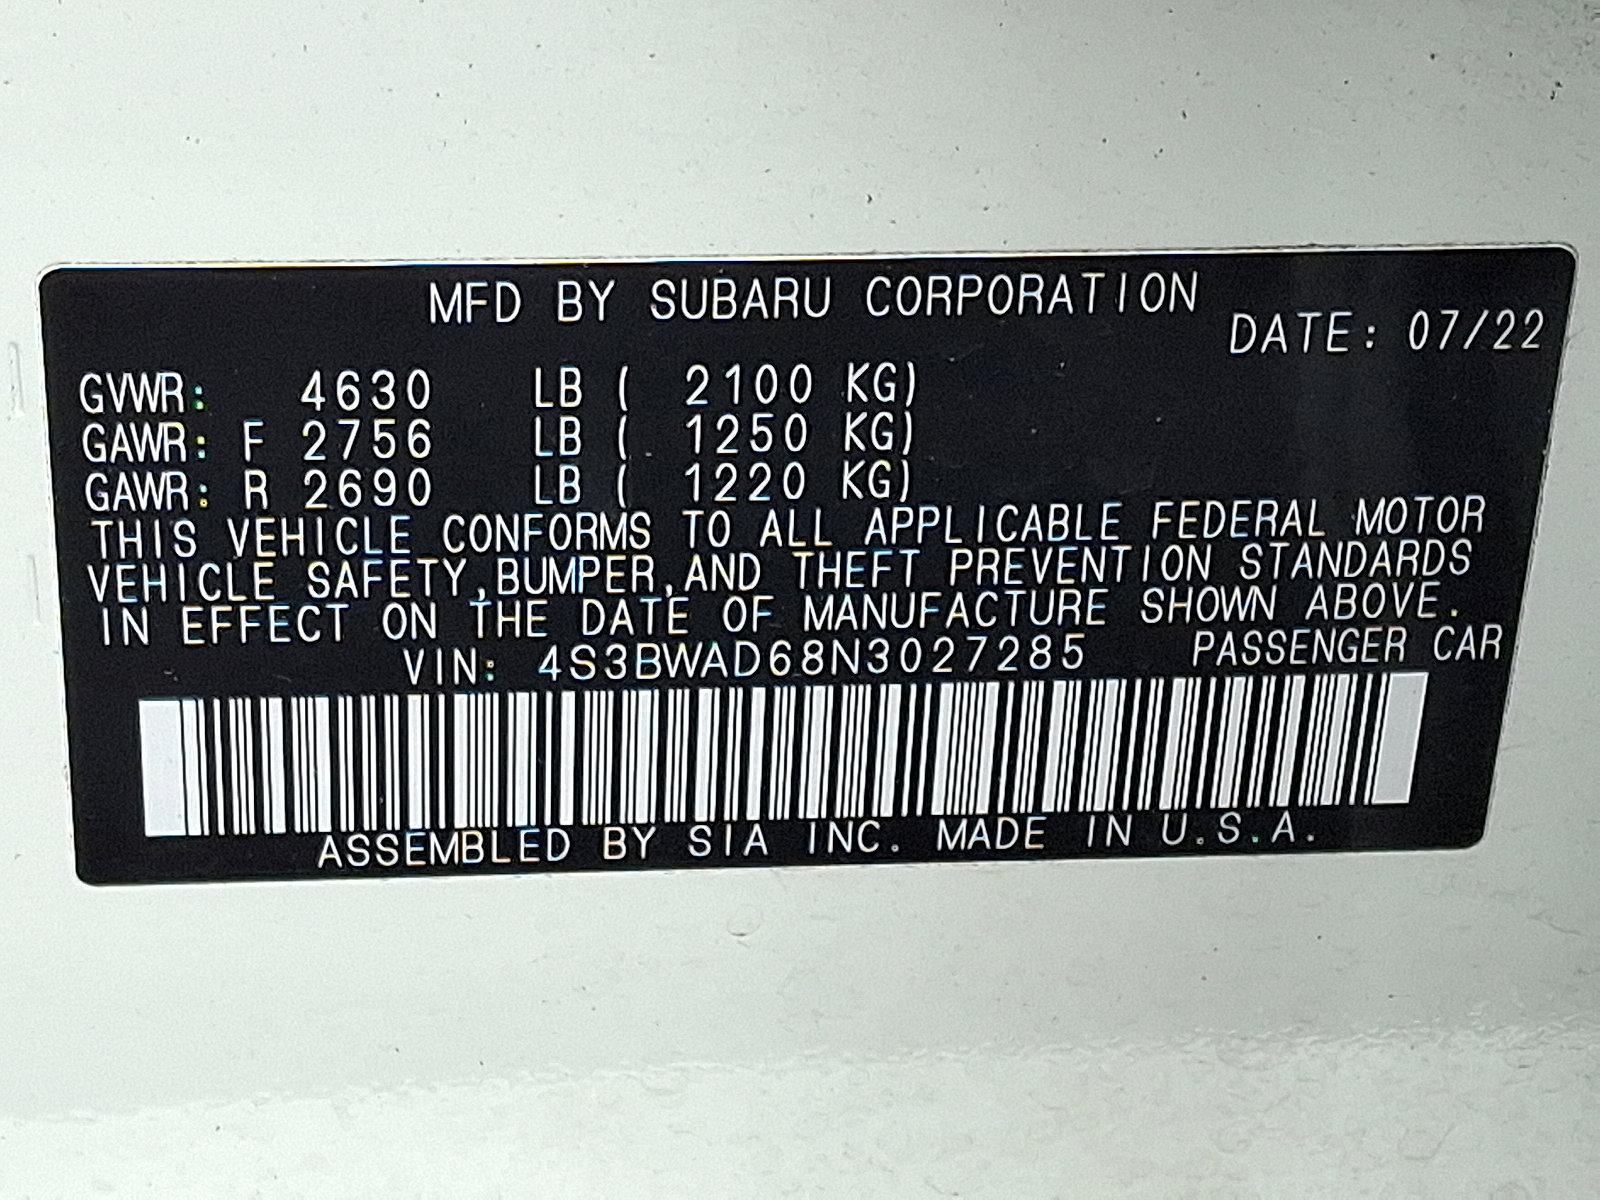 MFD BY SUBARU CORPORATION
DATE: 07/22
GVWR: 4630 LB ( 2100 KG)
GAWR: F 2756 LB ( 1250 KG)
GAWR: R 2690 LB ( 1220 KG)
THIS VEHICLE CONFORMS TO ALL APPLICABLE FEDERAL MOTOR
VEHICLE SAFETY,BUMPER,AND THEFT PREVENTION STANDARDS
IN EFFECT ON THE DATE OF MANUFACTURE SHOWN ABOVE.
VIN: 4S3BWAD68N3027285 PASSENGER CAR
ASSEMBLED BY SIA INC. MADE IN U.S.A.